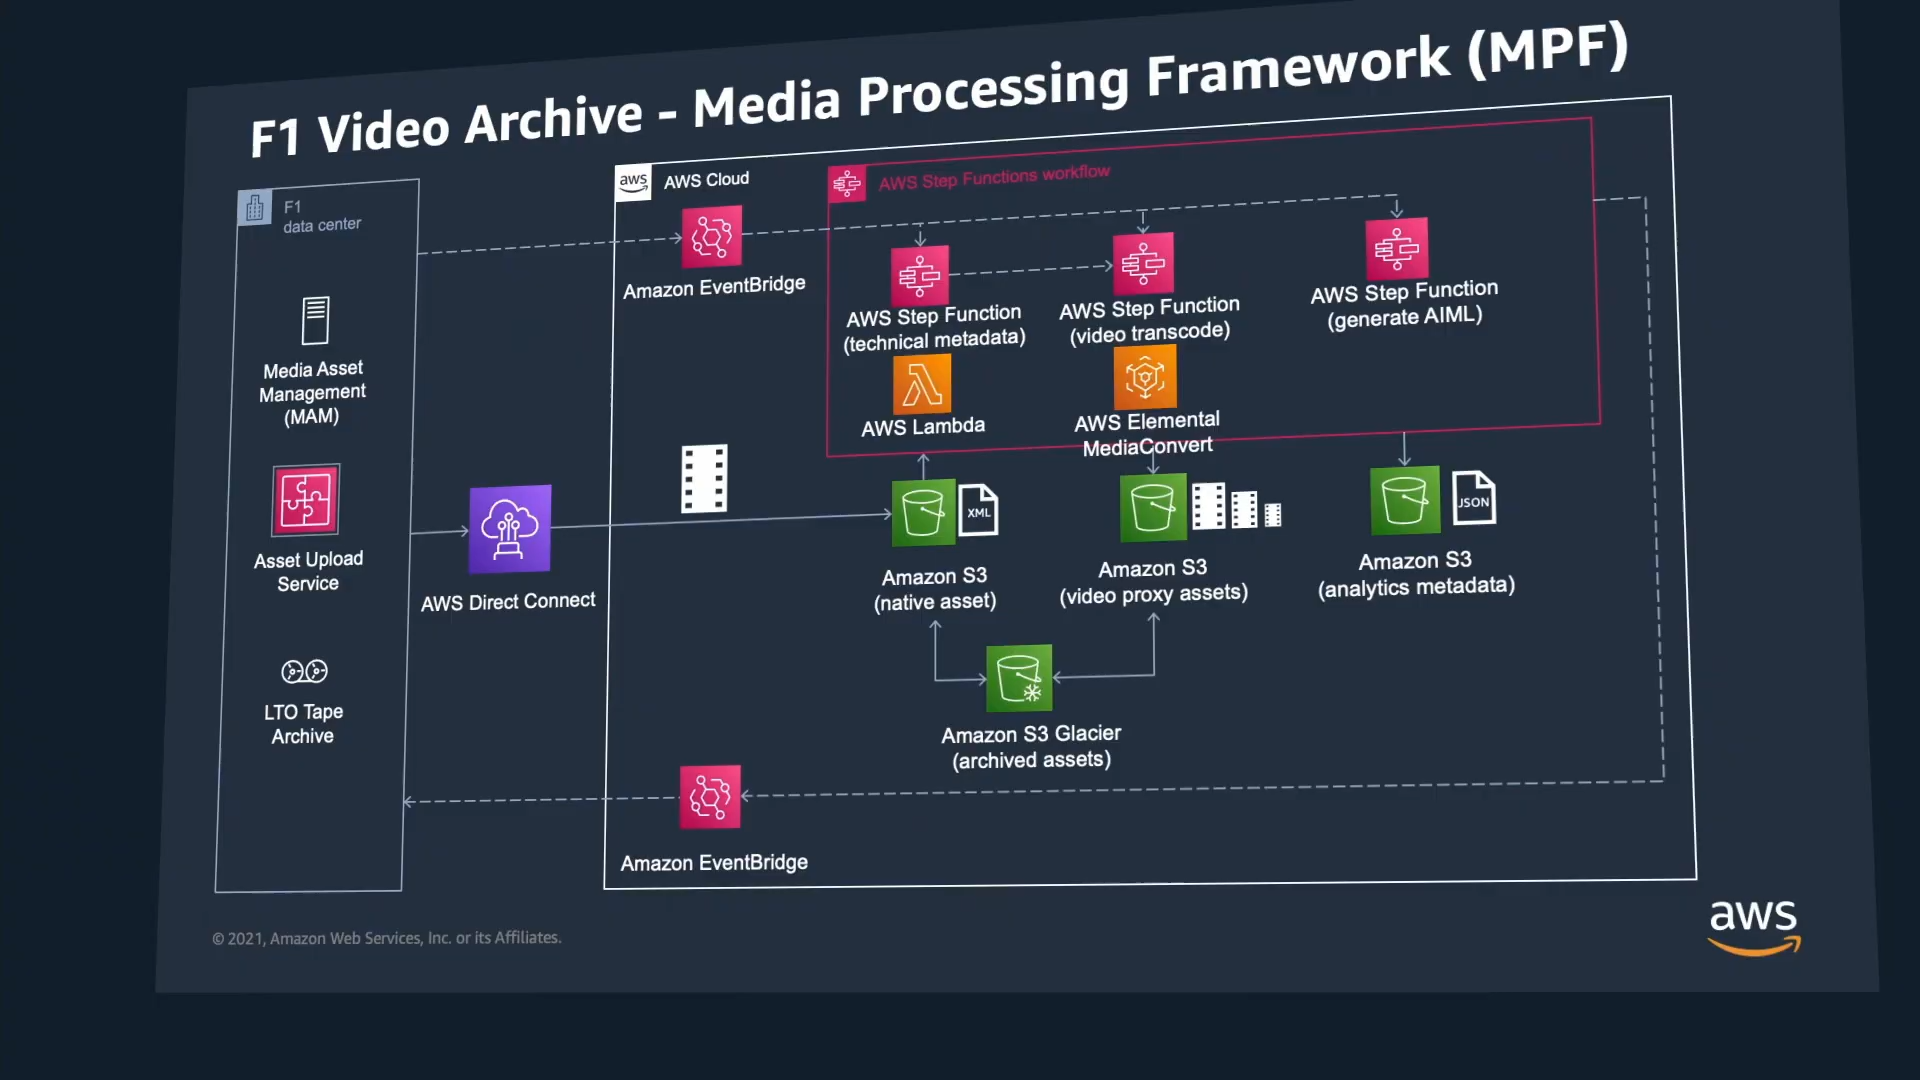 F1 Video Archive - Media Processing Framework (MPF)
F1
data center
Media Asset
Management
(MAM)
Asset Upload
Service
LTO Tape
Archive
AWS Direct Connect
aws
AWS Cloud
Amazon EventBridge
AWS Step Functions workflow
AWS Step Function
(technical metadata)
AWS Lambda
AWS Step Function
(video transcode)
AWS Elemental
MediaConvert
AWS Step Function
(generate AIML)
XML
Amazon S3
(native asset)
Amazon S3
(video proxy assets)
JSON
Amazon S3
(analytics metadata)
Amazon S3 Glacier
(archived assets)
Amazon EventBridge
© 2021, Amazon Web Services, Inc. or its Affiliates.
aws